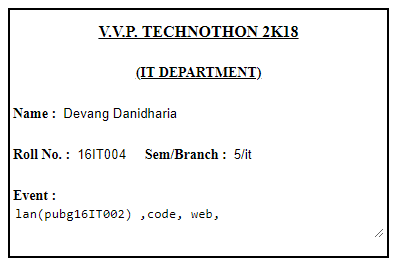 V.V.P. TECHNOTHON 2K18
(IT DEPARTMENT)
Name : Devang Danidharia
Roll No. : 16IT004 Sem/Branch : 5/it
Event :
lan(pubg16IT002) ,code, web,